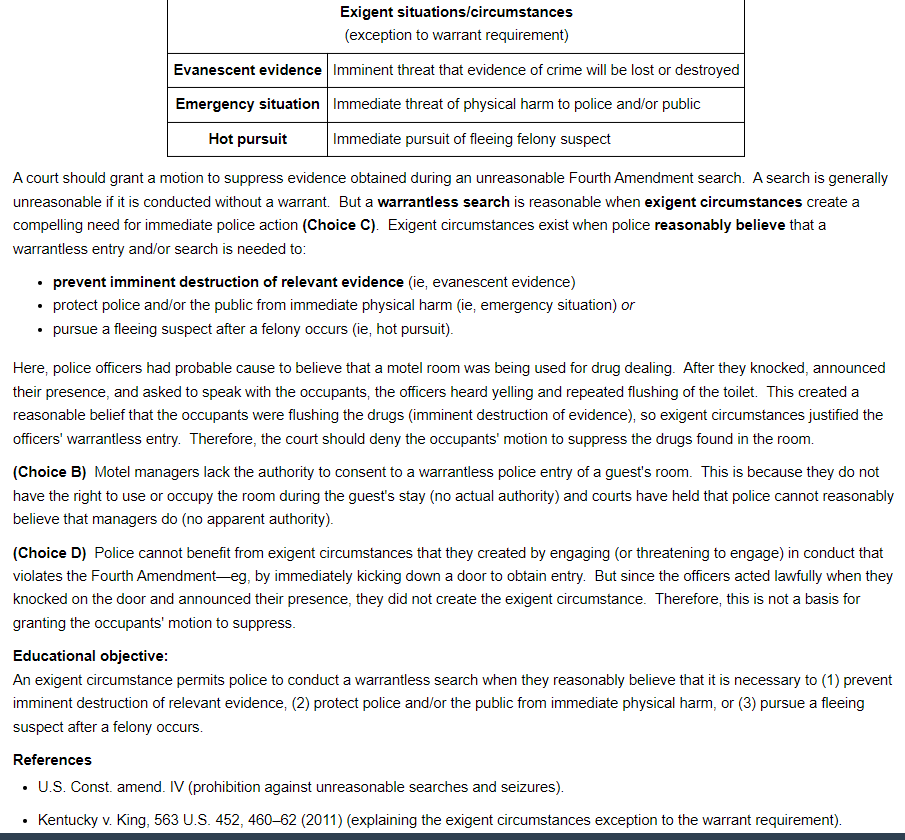 Exigent situations/circumstances
(exception to warrant requirement)
Evanescent evidence Imminent threat that evidence of crime will be lost or destroyed
Emergency situation Immediate threat of physical harm to police and/or public
Hot pursuit Immediate pursuit of fleeing felony suspect
A court should grant a motion to suppress evidence obtained during an unreasonable Fourth Amendment search. A search is generally
unreasonable if it is conducted without a warrant. But a warrantless search is reasonable when exigent circumstances create a
compelling need for immediate police action (Choice C). Exigent circumstances exist when police reasonably believe that a
warrantless entry and/or search is needed to:
• prevent imminent destruction of relevant evidence (ie, evanescent evidence)
• protect police and/or the public from immediate physical harm (ie, emergency situation) or
• pursue a fleeing suspect after a felony occurs (ie, hot pursuit).
Here, police officers had probable cause to believe that a motel room was being used for drug dealing. After they knocked, announced
their presence, and asked to speak with the occupants, the officers heard yelling and repeated flushing of the toilet. This created a
reasonable belief that the occupants were flushing the drugs (imminent destruction of evidence), so exigent circumstances justified the
officers' warrantless entry. Therefore, the court should deny the occupants' motion to suppress the drugs found in the room.
(Choice B) Motel managers lack the authority to consent to a warrantless police entry of a guest's room. This is because they do not
have the right to use or occupy the room during the guest's stay (no actual authority) and courts have held that police cannot reasonably
believe that managers do (no apparent authority).
(Choice D) Police cannot benefit from exigent circumstances that they created by engaging (or threatening to engage) in conduct that
violates the Fourth Amendment—eg, by immediately kicking down a door to obtain entry. But since the officers acted lawfully when they
knocked on the door and announced their presence, they did not create the exigent circumstance. Therefore, this is not a basis for
granting the occupants' motion to suppress.
Educational objective:
An exigent circumstance permits police to conduct a warrantless search when they reasonably believe that it is necessary to (1) prevent
imminent destruction of relevant evidence, (2) protect police and/or the public from immediate physical harm, or (3) pursue a fleeing
suspect after a felony occurs.
References
• U.S. Const. amend. IV (prohibition against unreasonable searches and seizures).
• Kentucky v. King, 563 U.S. 452, 460–62 (2011) (explaining the exigent circumstances exception to the warrant requirement).